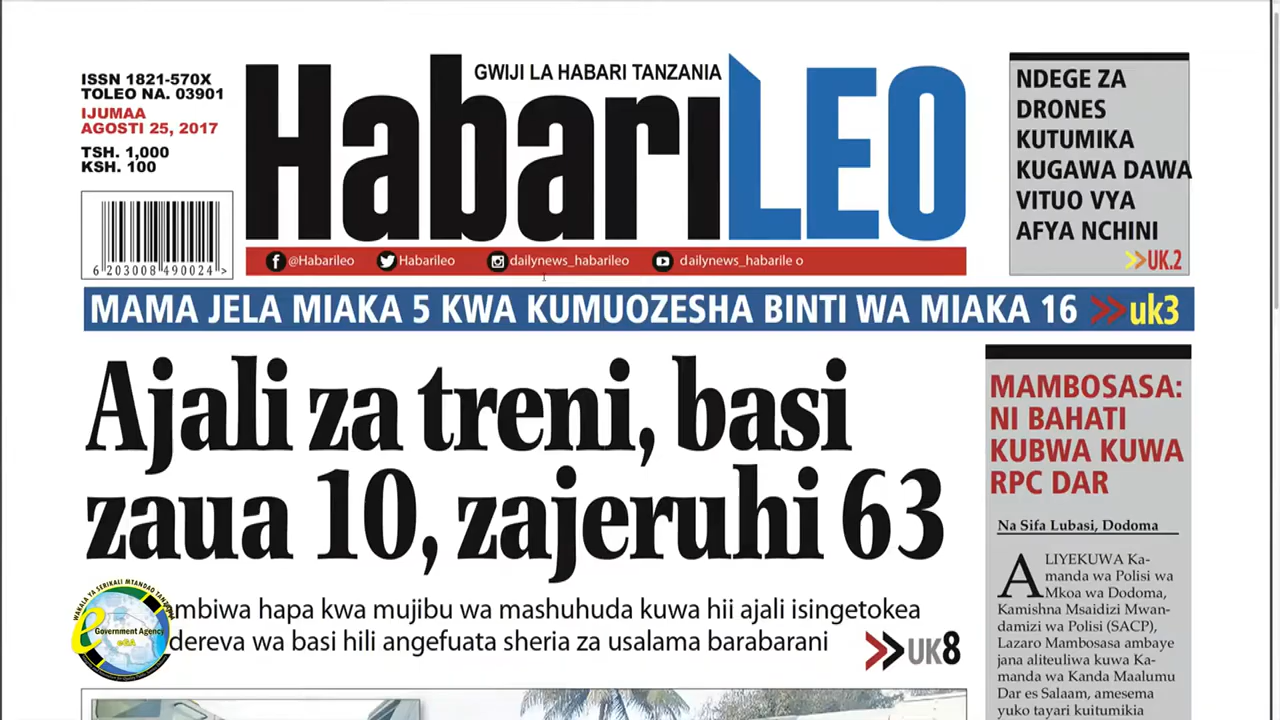 ISSN 1821-570X
TOLEO NA. 03901
IJUMAA
AGOSTI 25, 2017
TSH. 1,000
KSH. 100
6 203008 490024 >
GWIJI LA HABARI TANZANIA
HabariLEO
@Habarileo Habarileo dailynews_habarileo dailynews_habarile o
NDEGE ZA
DRONES
KUTUMIKA
KUGAWA DAWA
VITUO VYA
AFYA NCHINI
>>UK.2
MAMA JELA MIAKA 5 KWA KUMUOZESHA BINTI WA MIAKA 16 >>uk3
Ajali za treni, basi
zaua 10, zajeruhi 63
mbiwa hapa kwa mujibu wa mashuhuda kuwa hii ajali isingetokea
dereva wa basi hili angefuata sheria za usalama barabarani
>>UK8
e
Government Agency
eGA
MAMBOSASA:
NI BAHATI
KUBWA KUWA
RPC DAR
Na Sifa Lubasi, Dodoma
ALIYEKUWA Ka-
manda wa Polisi wa
Mkoa wa Dodoma,
Kamishna Msaidizi Mwan-
damizi wa Polisi (SACP),
Lazaro Mambosasa ambaye
jana aliteuliwa kuwa Ka-
manda wa Kanda Maalumu
Dar es Salaam, amesema
yuko tayari kuitumikia